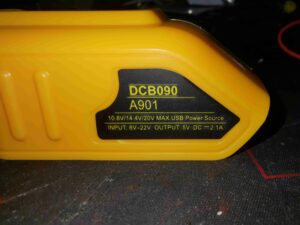 DCB090
A901
10.8V/14.4V/20V MAX USB Power Source
INPUT: 8V-22V OUTPUT: 5V DC ⎓ 2.1A